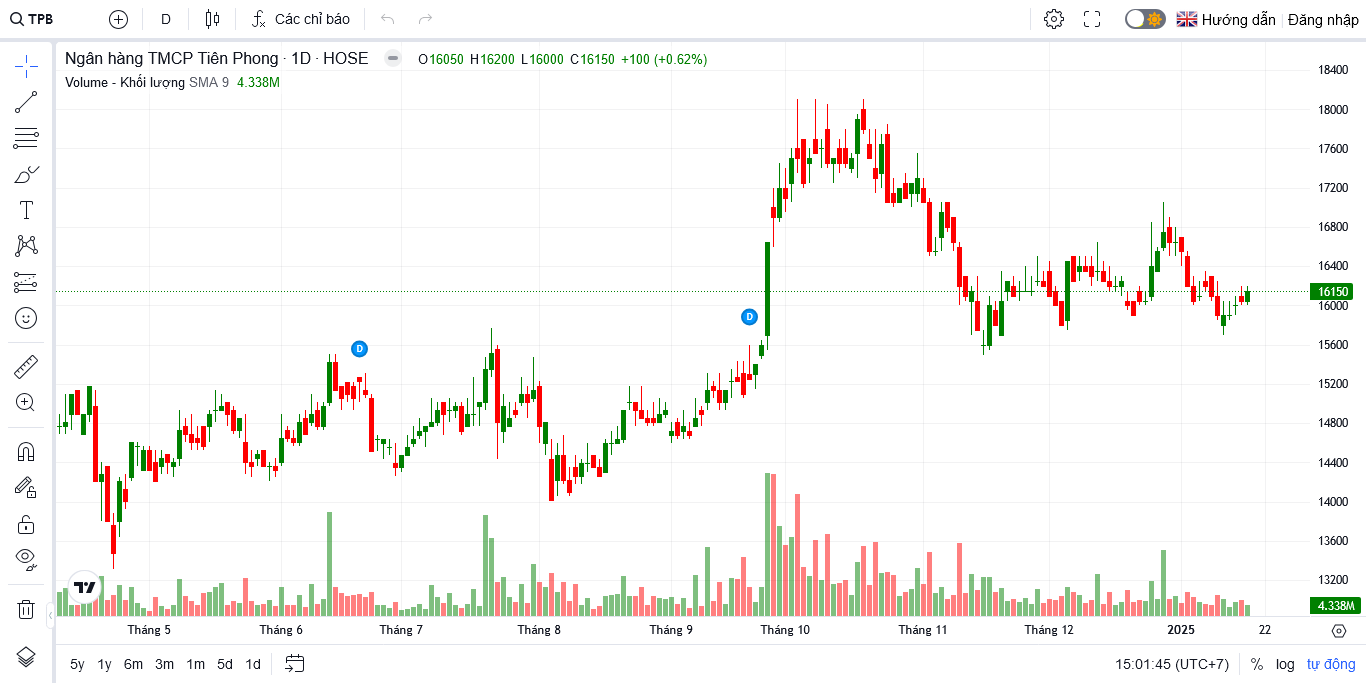 TPB D Các chỉ báo Hướng dẫn Đăng nhập
Ngân hàng TMCP Tiên Phong · 1D · HOSE O16050 H16200 L16000 C16150 +100 (+0.62%)
Volume - Khối lượng SMA 9 4.338M
18400
18000
17600
17200
16800
16400
16150
16000
15600
15200
14800
14400
14000
13600
13200
4.338M
D
D
Tháng 5 Tháng 6 Tháng 7 Tháng 8 Tháng 9 Tháng 10 Tháng 11 Tháng 12 2025 22
5y 1y 6m 3m 1m 5d 1d 15:01:45 (UTC+7) % log tự động